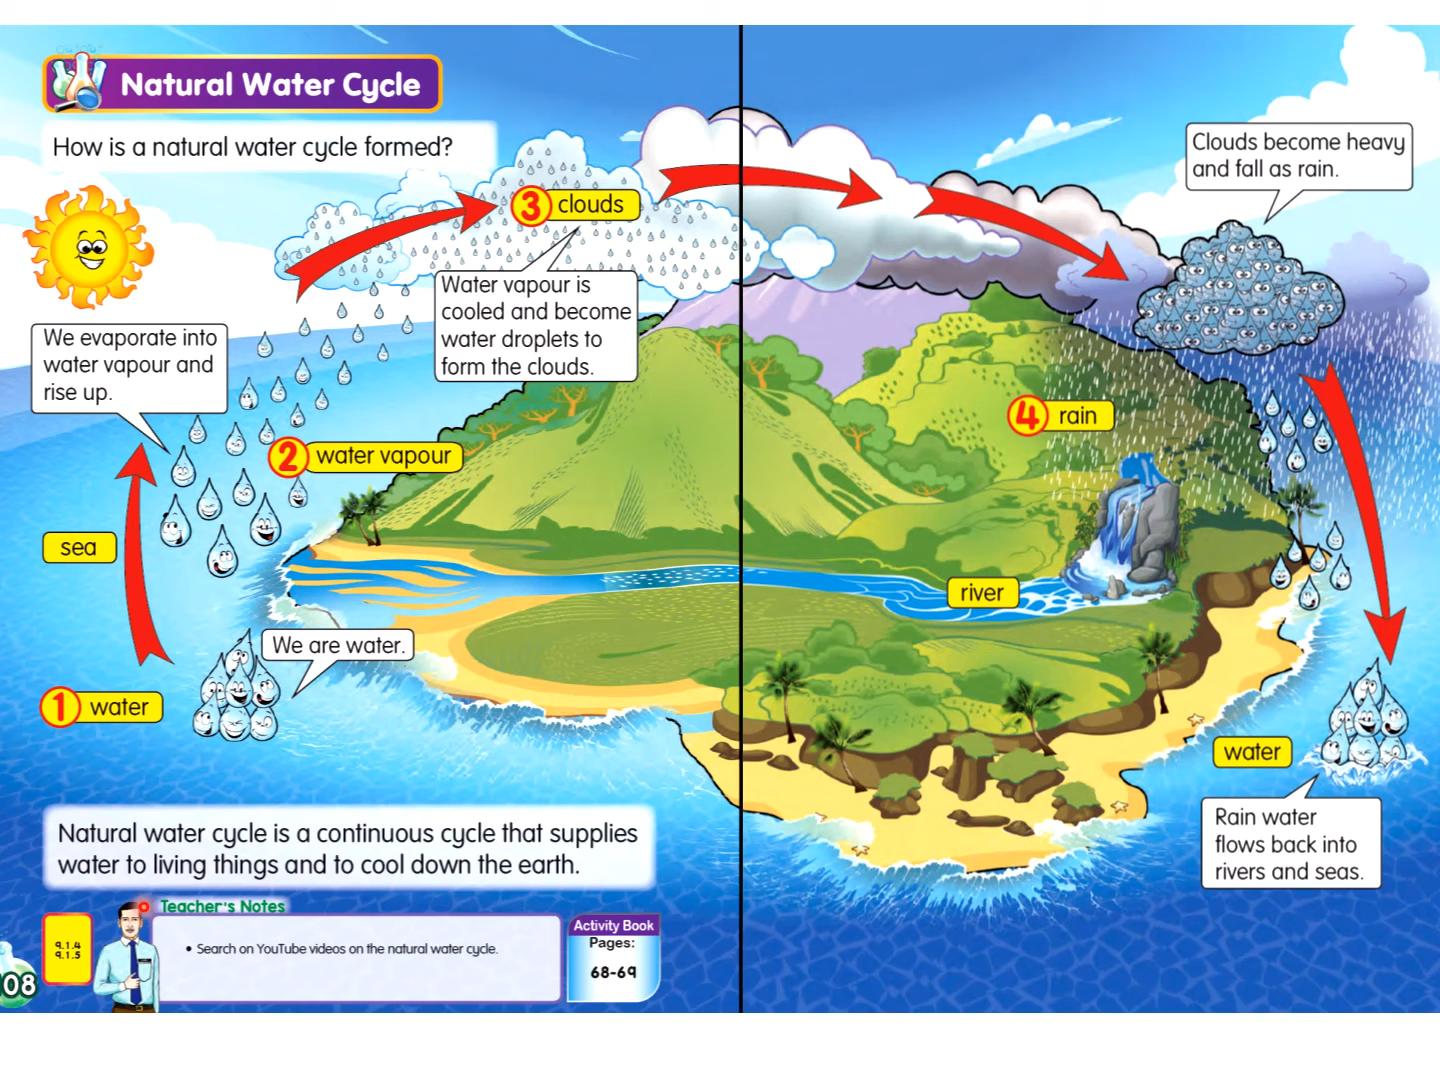 Natural Water Cycle
How is a natural water cycle formed?
Clouds become heavy
and fall as rain.
3 clouds
Water vapour is
cooled and become
water droplets to
form the clouds.
We evaporate into
water vapour and
rise up.
4 rain
2 water vapour
sea
river
We are water.
1 water
water
Rain water
flows back into
rivers and seas.
Natural water cycle is a continuous cycle that supplies
water to living things and to cool down the earth.
Teacher's Notes
• Search on YouTube videos on the natural water cycle.
9.1.4
9.1.5
Activity Book
Pages:
68-69
08